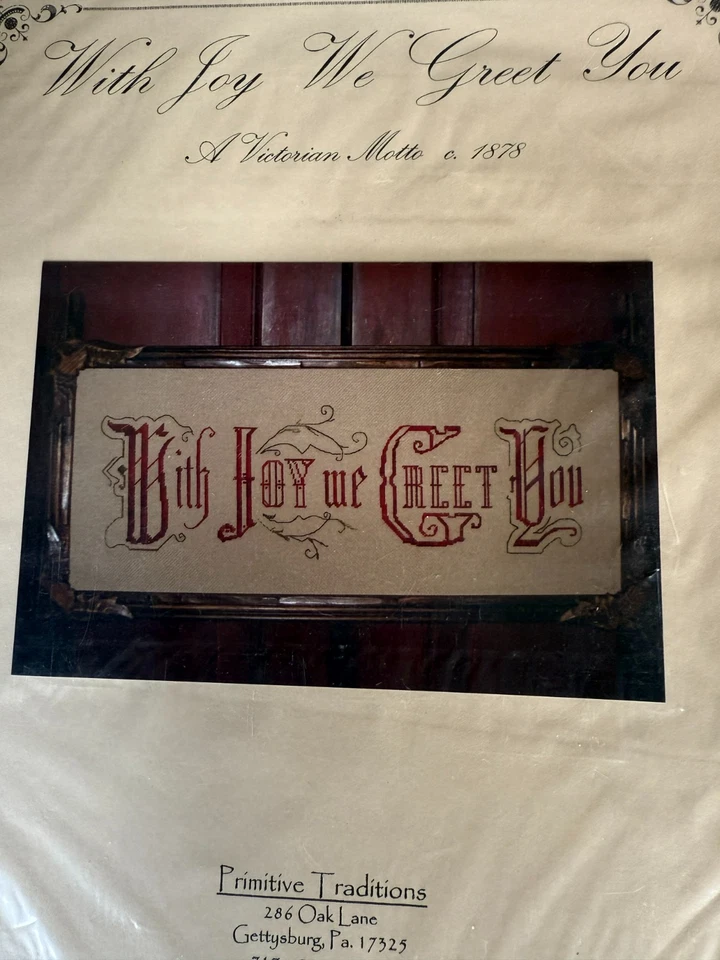 With Joy We Greet You
A Victorian Motto c. 1878
With Joy we Greet You
Primitive Traditions
286 Oak Lane
Gettysburg, Pa. 17325